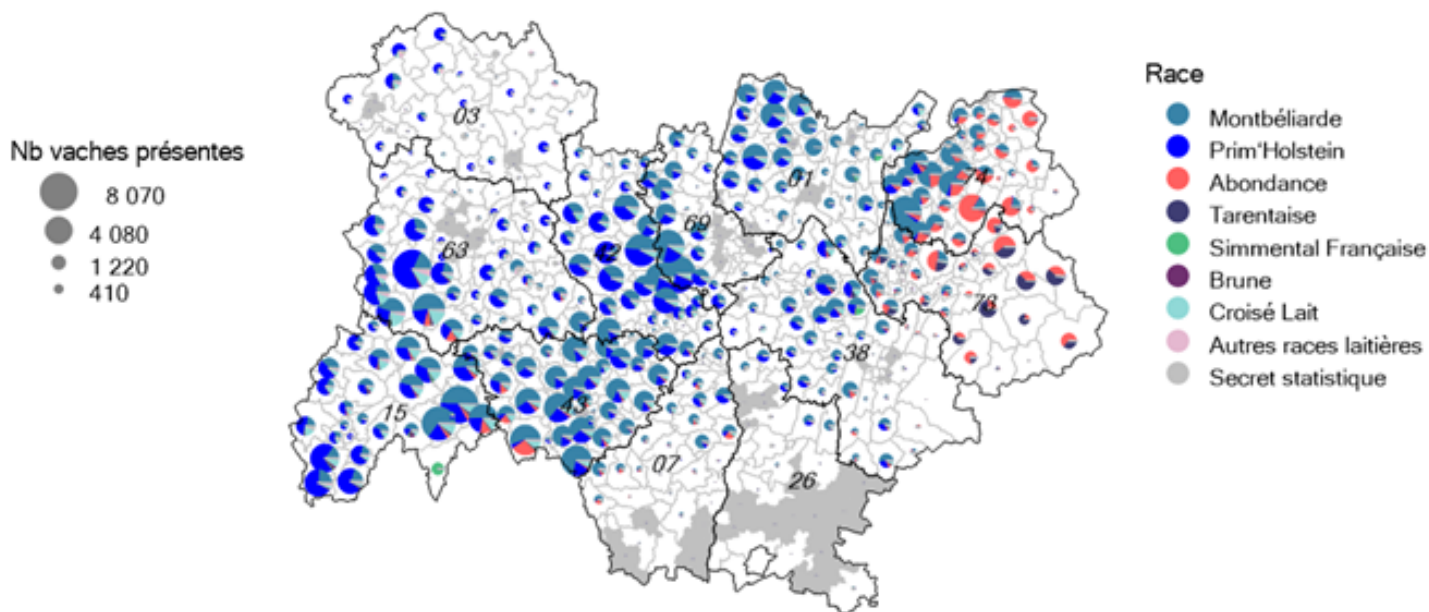 Nb vaches présentes
8 070
4 080
1 220
410
03
63
42
69
01
74
73
15
43
38
07
26
Race
Montbéliarde
Prim'Holstein
Abondance
Tarentaise
Simmental Française
Brune
Croisé Lait
Autres races laitières
Secret statistique